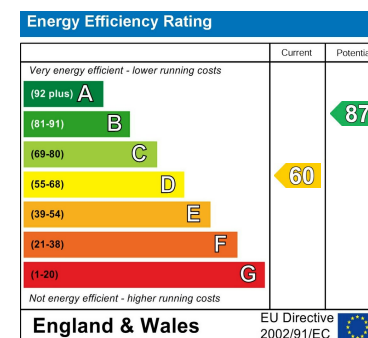 Energy Efficiency Rating
Current Potentia
Very energy efficient - lower running costs
(92 plus) A
(81-91) B
87
(69-80) C
(55-68) D
60
(39-54) E
(21-38) F
(1-20) G
Not energy efficient - higher running costs
England & Wales
EU Directive
2002/91/EC